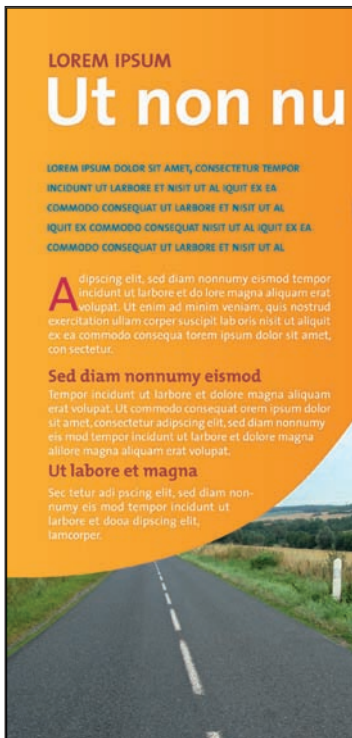 LOREM IPSUM
Ut non nu
LOREM IPSUM DOLOR SIT AMET, CONSECTETUR TEMPOR
INCIDUNT UT LARBORE ET NISIT UT AL IQUIT EX EA
COMMODO CONSEQUAT UT LARBORE ET NISIT UT AL
IQUIT EX COMMODO CONSEQUAT NISIT UT AL IQUIT EX EA
COMMODO CONSEQUAT UT LARBORE ET NISIT UT AL
Adipscing elit, sed diam nonnumy eismod tempor
incidunt ut larbore et do lore magna aliquam erat
volupat. Ut enim ad minim veniam, quis nostrud
exercitation ullam corper suscipit lab oris nisit ut aliquit
ex ea commodo consequa torem ipsum dolor sit amet,
con sectetur.
Sed diam nonnumy eismod
Tempor incidunt ut larbore et dolore magna aliquam
erat volupat. Ut commodo consequat orem ipsum dolor
sit amet, consectetur adipscing elit, sed diam nonnumy
eis mod tempor incidunt ut larbore et dolore magna
alilore magna aliquam erat volupat.
Ut labore et magna
Sec tetur adi pscing elit, sed diam non-
numy eis mod tempor incidunt ut
larbore et dooa dipscing elit,
lamcorper.